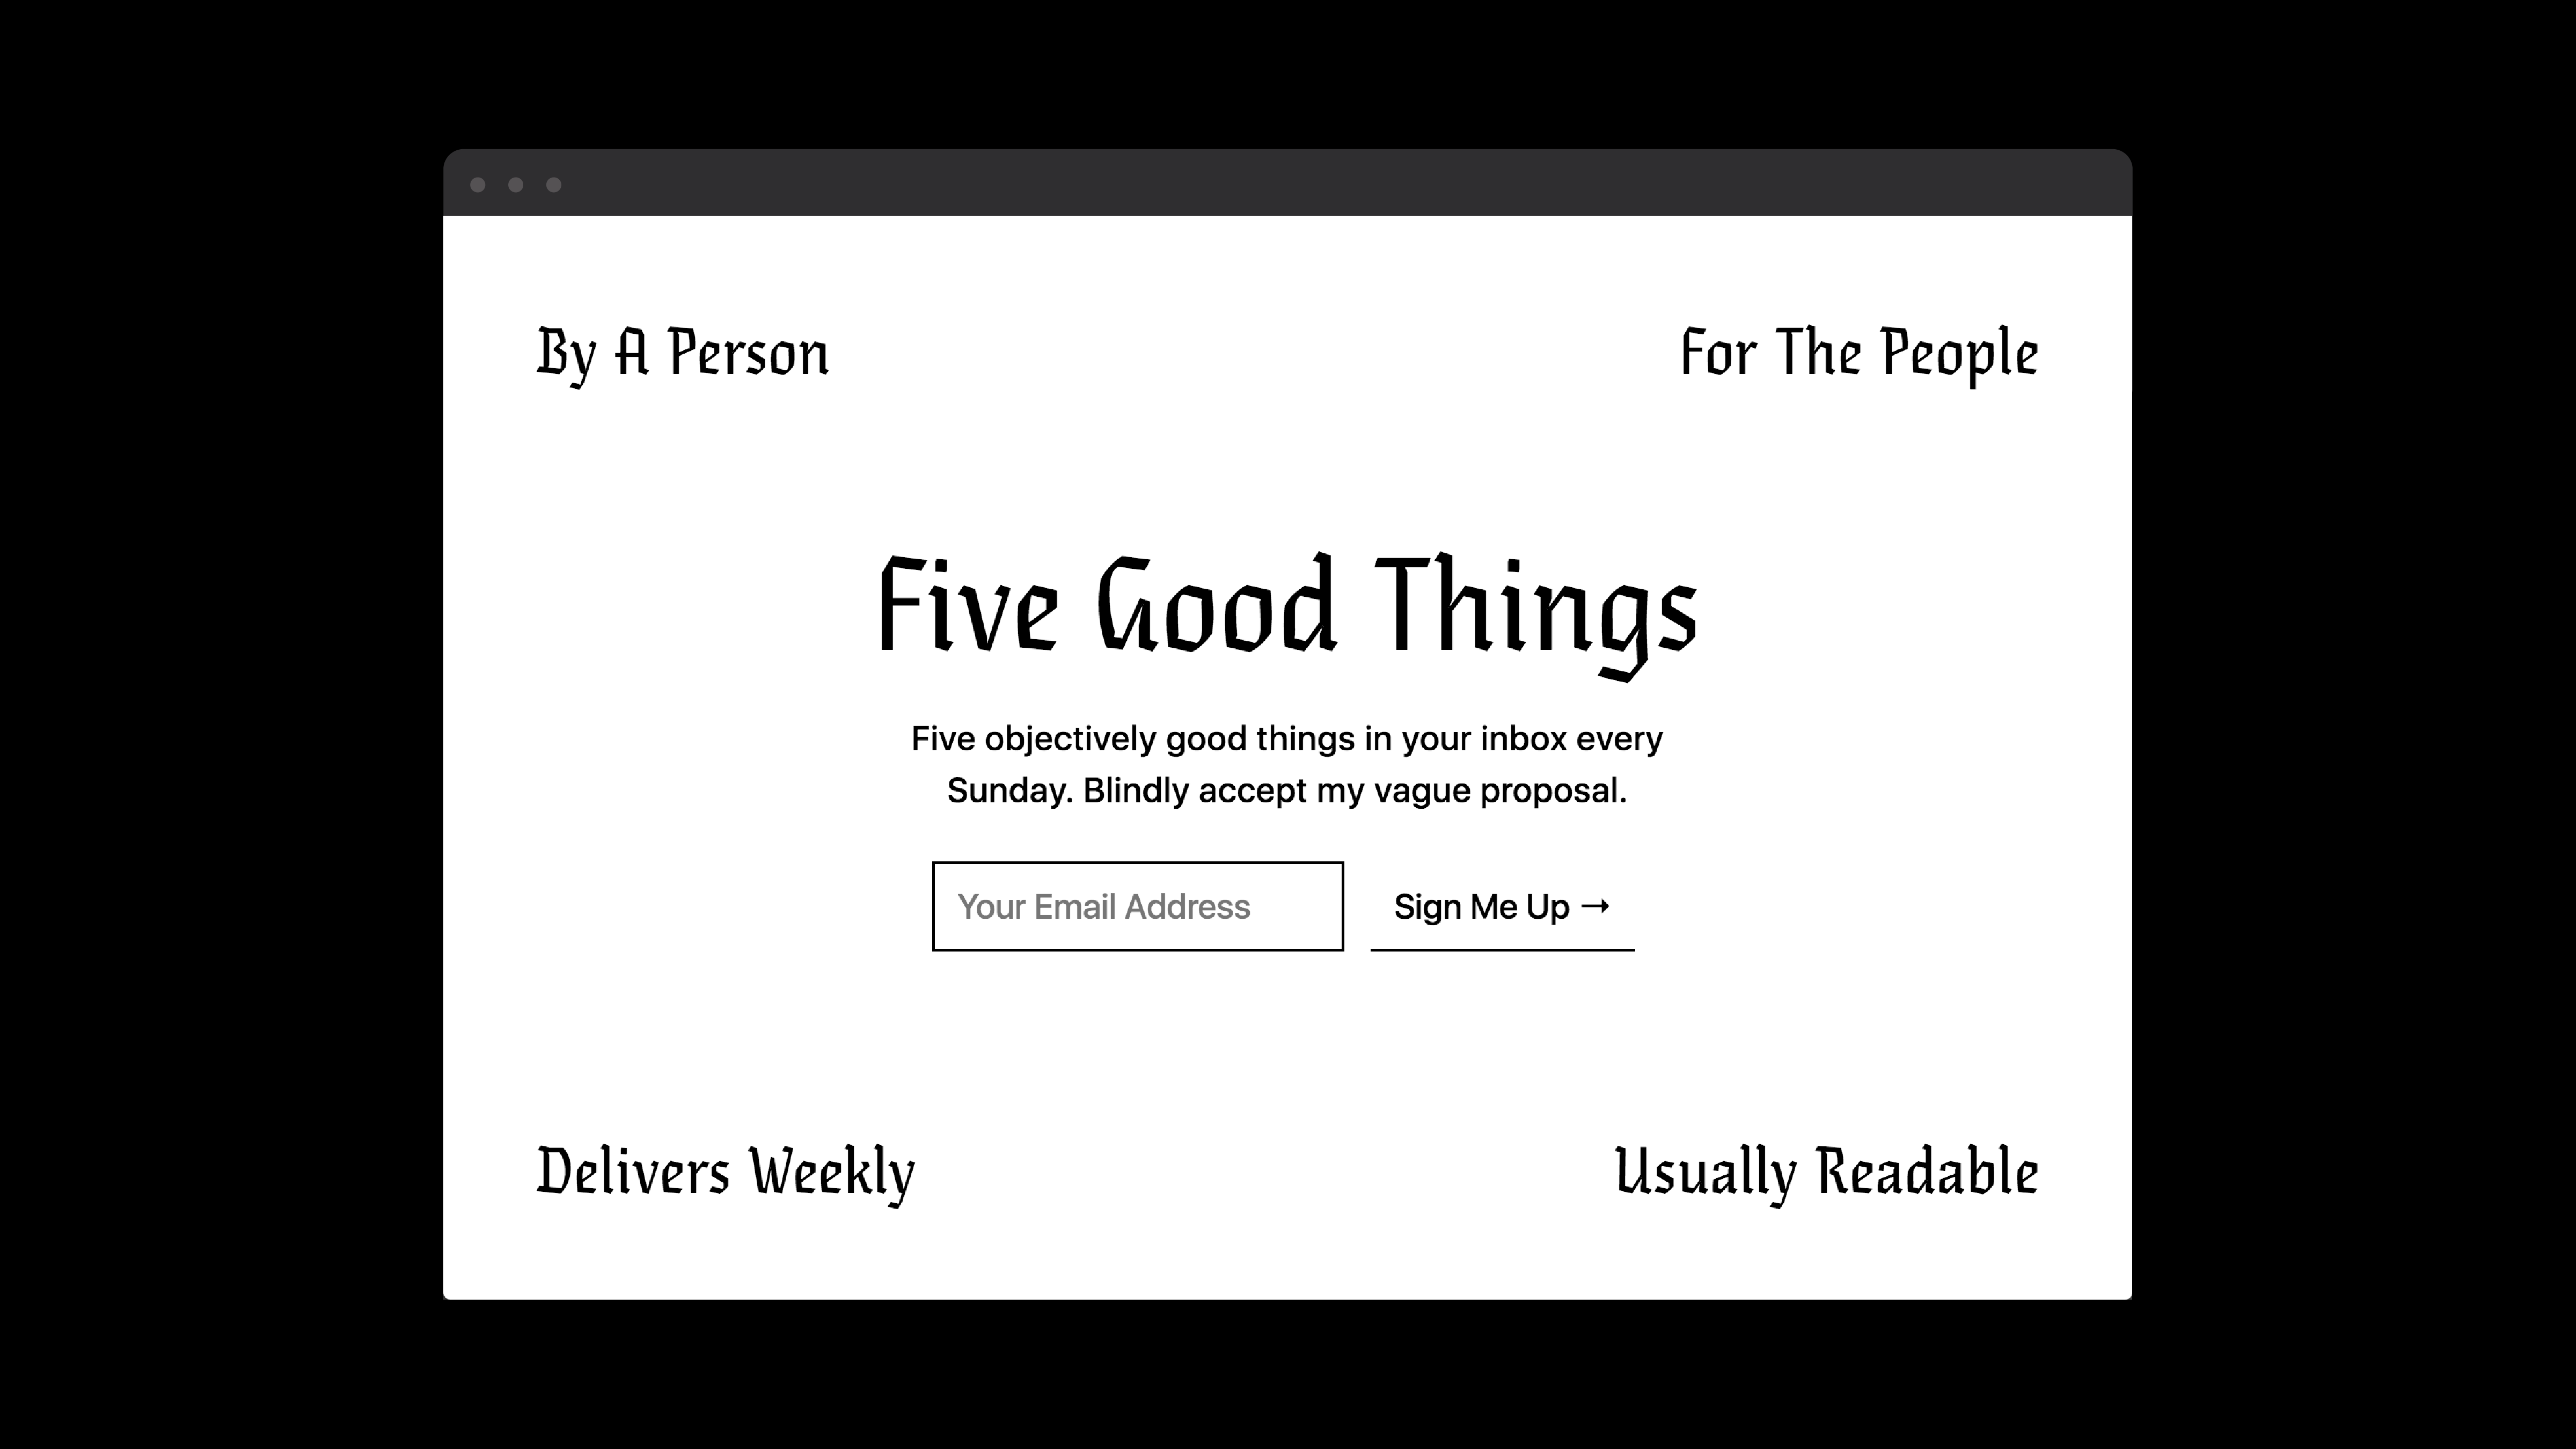 By A Person
For The People
Five Good Things
Five objectively good things in your inbox every
Sunday. Blindly accept my vague proposal.
Your Email Address
Sign Me Up →
Delivers Weekly
Usually Readable